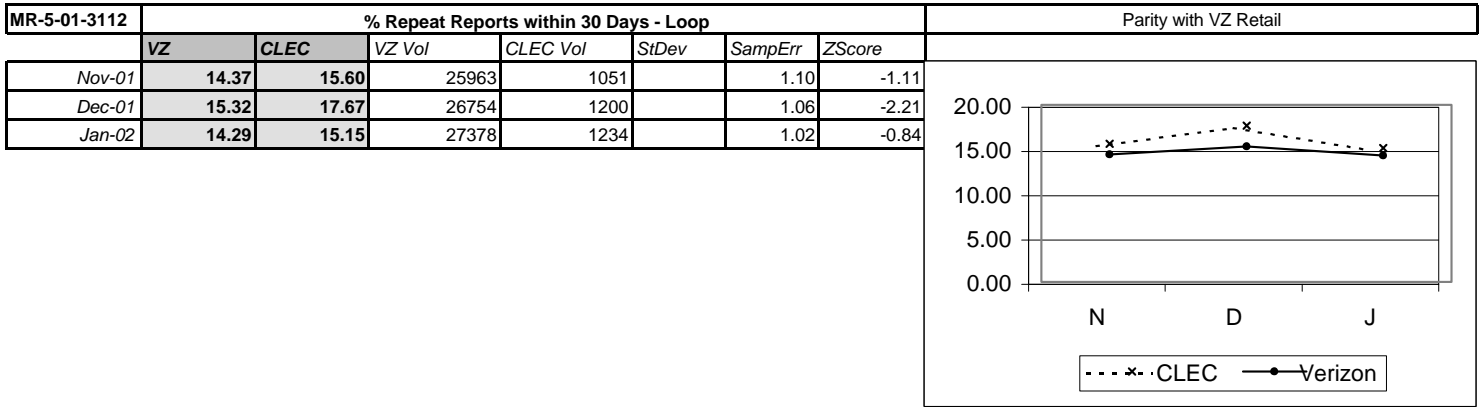 MR-5-01-3112 % Repeat Reports within 30 Days - Loop Parity with VZ Retail
VZ CLEC VZ Vol CLEC Vol StDev SampErr ZScore
Nov-01 14.37 15.60 25963 1051 1.10 -1.11
Dec-01 15.32 17.67 26754 1200 1.06 -2.21
Jan-02 14.29 15.15 27378 1234 1.02 -0.84
20.00
15.00
10.00
5.00
0.00
N D J
CLEC Verizon